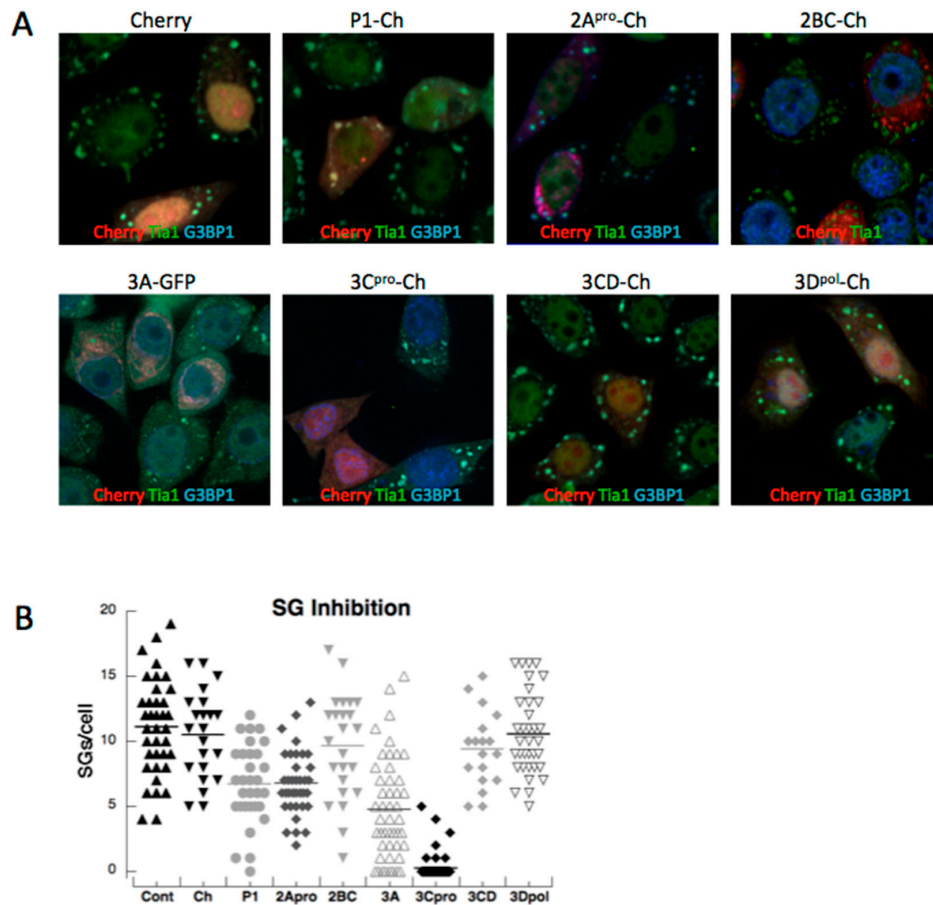 A
Cherry P1-Ch 2Apro-Ch 2BC-Ch
Cherry Tia1 G3BP1 Cherry Tia1 G3BP1 Cherry Tia1 G3BP1 Cherry Tia1
3A-GFP 3Cpro-Ch 3CD-Ch 3Dpol-Ch
Cherry Tia1 G3BP1 Cherry Tia1 G3BP1 Cherry Tia1 G3BP1 Cherry Tia1 G3BP1
B
SG Inhibition
SGs/cell
20
15
10
5
0
Cont Ch P1 2Apro 2BC 3A 3Cpro 3CD 3Dpol